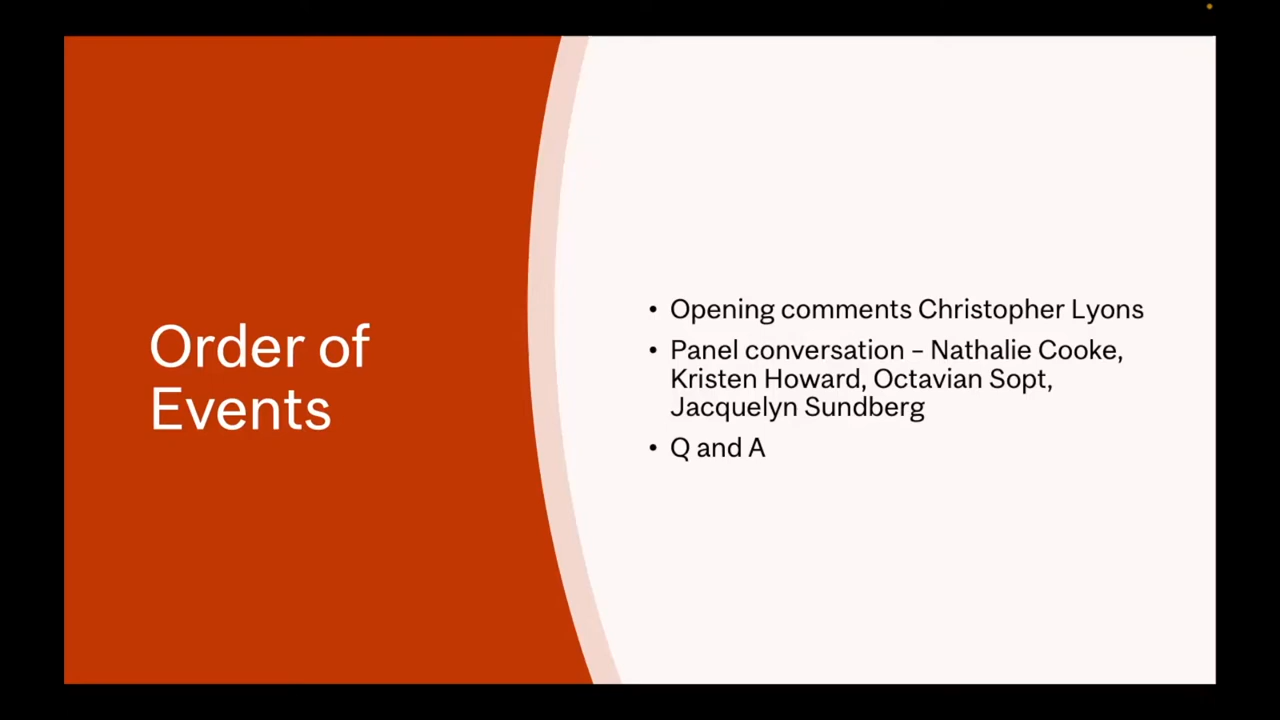 Order of
Events
• Opening comments Christopher Lyons
• Panel conversation – Nathalie Cooke,
Kristen Howard, Octavian Sopt,
Jacquelyn Sundberg
• Q and A